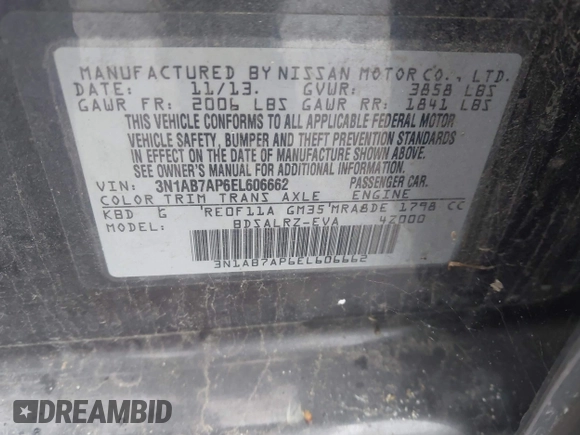 MANUFACTURED BY NISSAN MOTOR CO., LTD.
DATE: 11/13. GVWR: 3858 LBS
GAWR FR: 2006 LBS GAWR RR: 1841 LBS
THIS VEHICLE CONFORMS TO ALL APPLICABLE FEDERAL MOTOR
VEHICLE SAFETY, BUMPER AND THEFT PREVENTION STANDARDS
IN EFFECT ON THE DATE OF MANUFACTURE SHOWN ABOVE.
SEE OWNER'S MANUAL FOR ADDITIONAL INFORMATION.
VIN: 3N1AB7AP6EL606662 PASSENGER CAR.
COLOR TRIM TRANS AXLE ENGINE
KBD G RE0F11A GM35 MRA8DE 1798 CC
MODEL: BDSALRZ-EVA 42000
3N1AB7AP6EL606662
DREAMBID